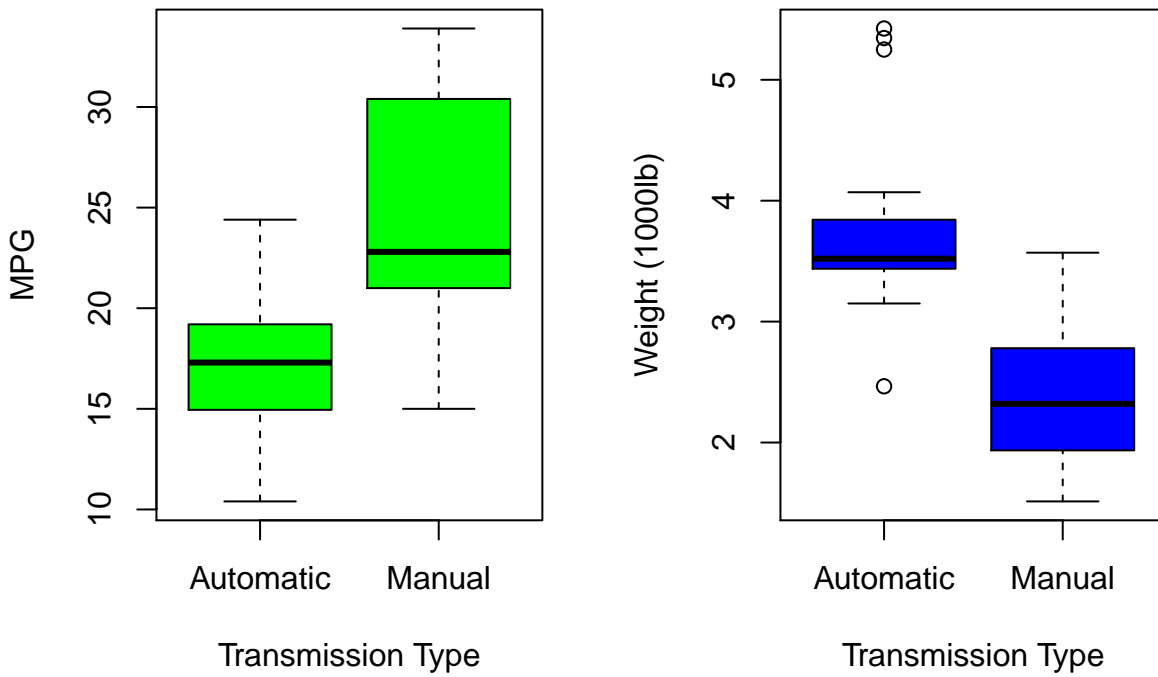 MPG
30
25
20
15
10
Automatic Manual
Transmission Type
Weight (1000lb)
5
4
3
2
Automatic Manual
Transmission Type